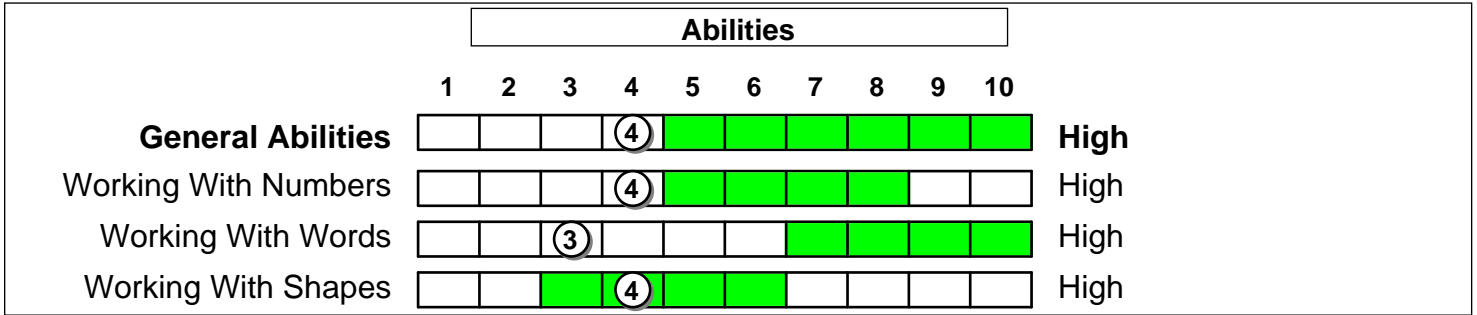 Abilities
1 2 3 4 5 6 7 8 9 10
General Abilities 4 High
Working With Numbers 4 High
Working With Words 3 High
Working With Shapes 4 High